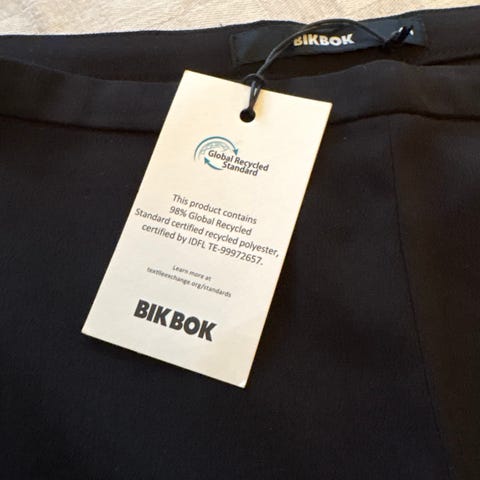 BIKBOK
Global Recycled
Standard
This product contains
98% Global Recycled
Standard certified recycled polyester,
certified by IDFL TE-99972657.
Learn more at
textileexchange.org/standards
BIKBOK